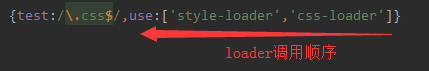 {test:/\.css$/,use:['style-loader','css-loader']}
loader调用顺序